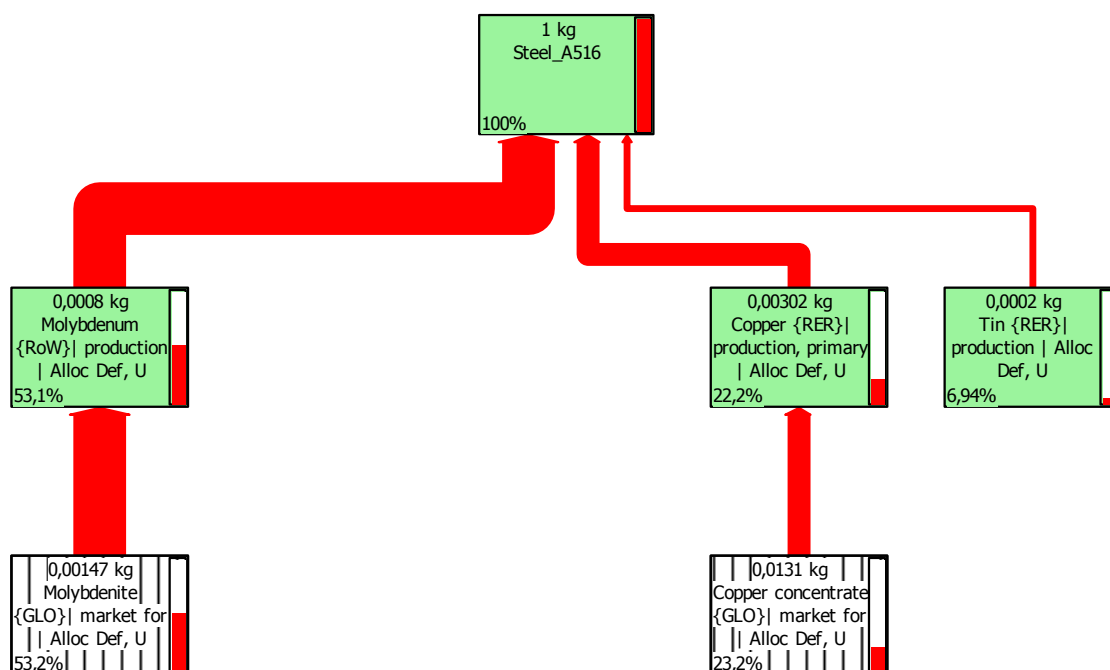 1 kg
Steel_A516
100%
0,0008 kg
Molybdenum
{RoW}| production
| Alloc Def, U
53,1%
0,00302 kg
Copper {RER}|
production, primary
| Alloc Def, U
22,2%
0,0002 kg
Tin {RER}|
production | Alloc
Def, U
6,94%
0,00147 kg
Molybdenite
{GLO}| market for
| Alloc Def, U
53,2%
0,0131 kg
Copper concentrate
{GLO}| market for
| Alloc Def, U
23,2%